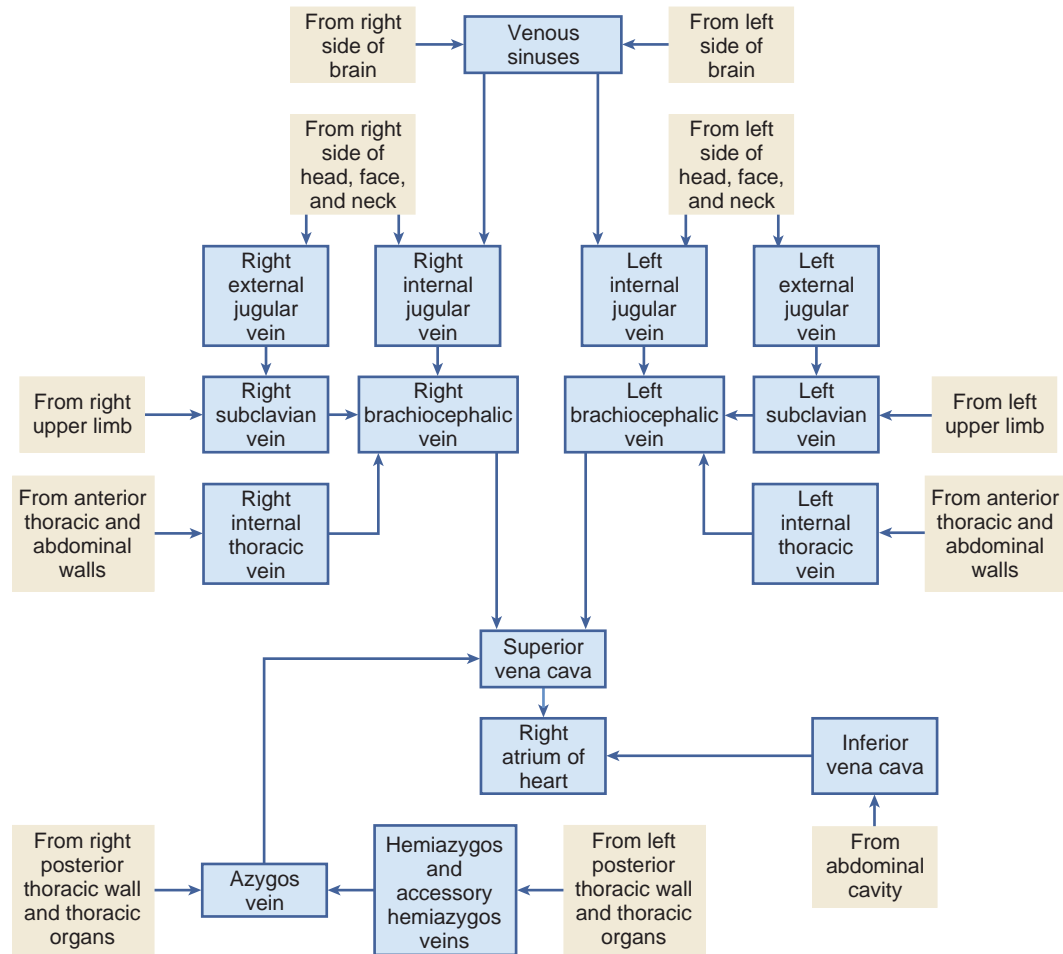 From right
side of
brain
Venous
sinuses
From left
side of
brain
From right
side of
head, face,
and neck
From left
side of
head, face,
and neck
Right
external
jugular
vein
Right
internal
jugular
vein
Left
internal
jugular
vein
Left
external
jugular
vein
From right
upper limb
Right
subclavian
vein
Right
brachiocephalic
vein
Left
brachiocephalic
vein
Left
subclavian
vein
From left
upper limb
From anterior
thoracic and
abdominal
walls
Right
internal
thoracic
vein
Left
internal
thoracic
vein
From anterior
thoracic and
abdominal
walls
Superior
vena cava
Right
atrium of
heart
Inferior
vena cava
From right
posterior
thoracic wall
and thoracic
organs
Azygos
vein
Hemiazygos
and
accessory
hemiazygos
veins
From left
posterior
thoracic wall
and thoracic
organs
From
abdominal
cavity